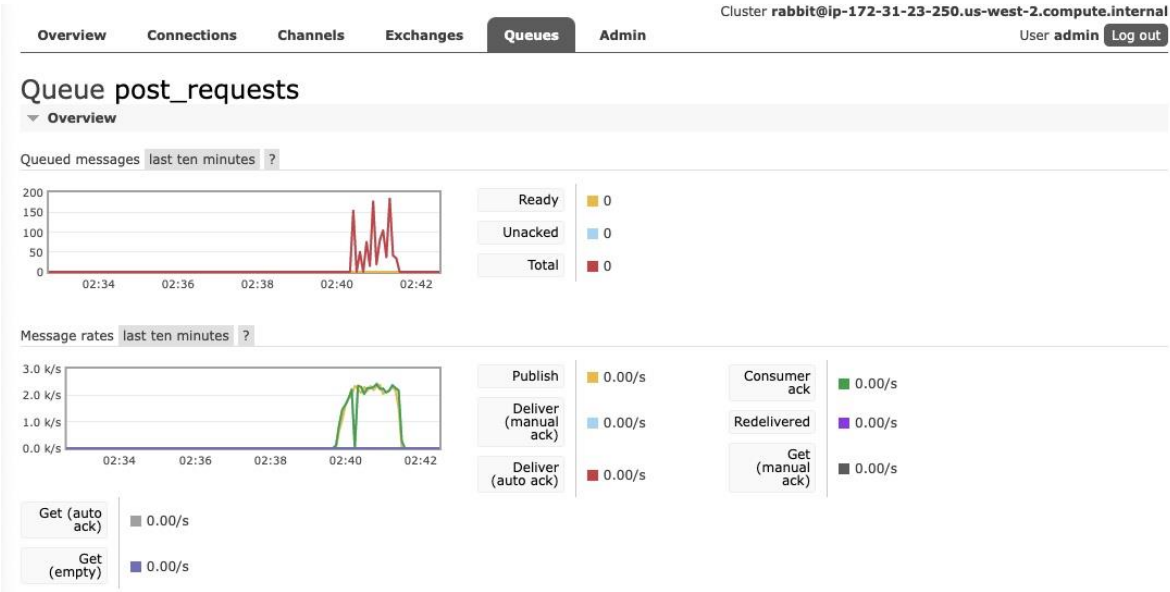 Cluster rabbit@ip-172-31-23-250.us-west-2.compute.internal
Overview Connections Channels Exchanges Queues Admin User admin Log out
Queue post_requests
Overview
Queued messages last ten minutes ?
200
150
100
50
0
02:34 02:36 02:38 02:40 02:42
Ready 0
Unacked 0
Total 0
Message rates last ten minutes ?
3.0 k/s
2.0 k/s
1.0 k/s
0.0 k/s
02:34 02:36 02:38 02:40 02:42
Publish 0.00/s
Deliver
(manual
ack)
0.00/s
Deliver
(auto ack)
0.00/s
Consumer
ack
0.00/s
Redelivered 0.00/s
Get
(manual
ack)
0.00/s
Get (auto
ack)
0.00/s
Get
(empty)
0.00/s